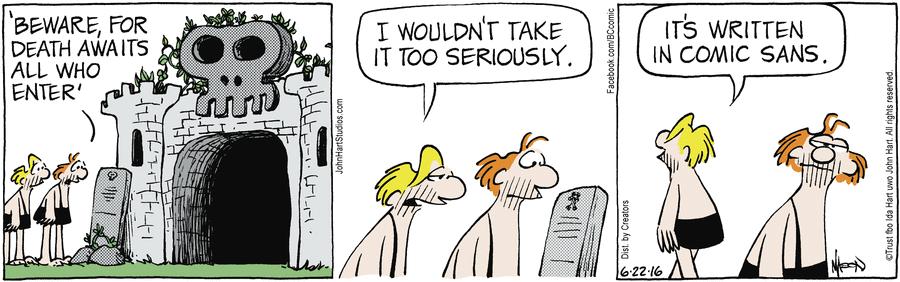 'BEWARE, FOR
DEATH AWAITS
ALL WHO
ENTER'
JohnHartStudios.com
I WOULDN'T TAKE
IT TOO SERIOUSLY.
Facebook.com/BCcomic
IT'S WRITTEN
IN COMIC SANS.
Dist. by Creators
6-22-16
©Trust fbo Ida Hart uwo John Hart. All rights reserved.